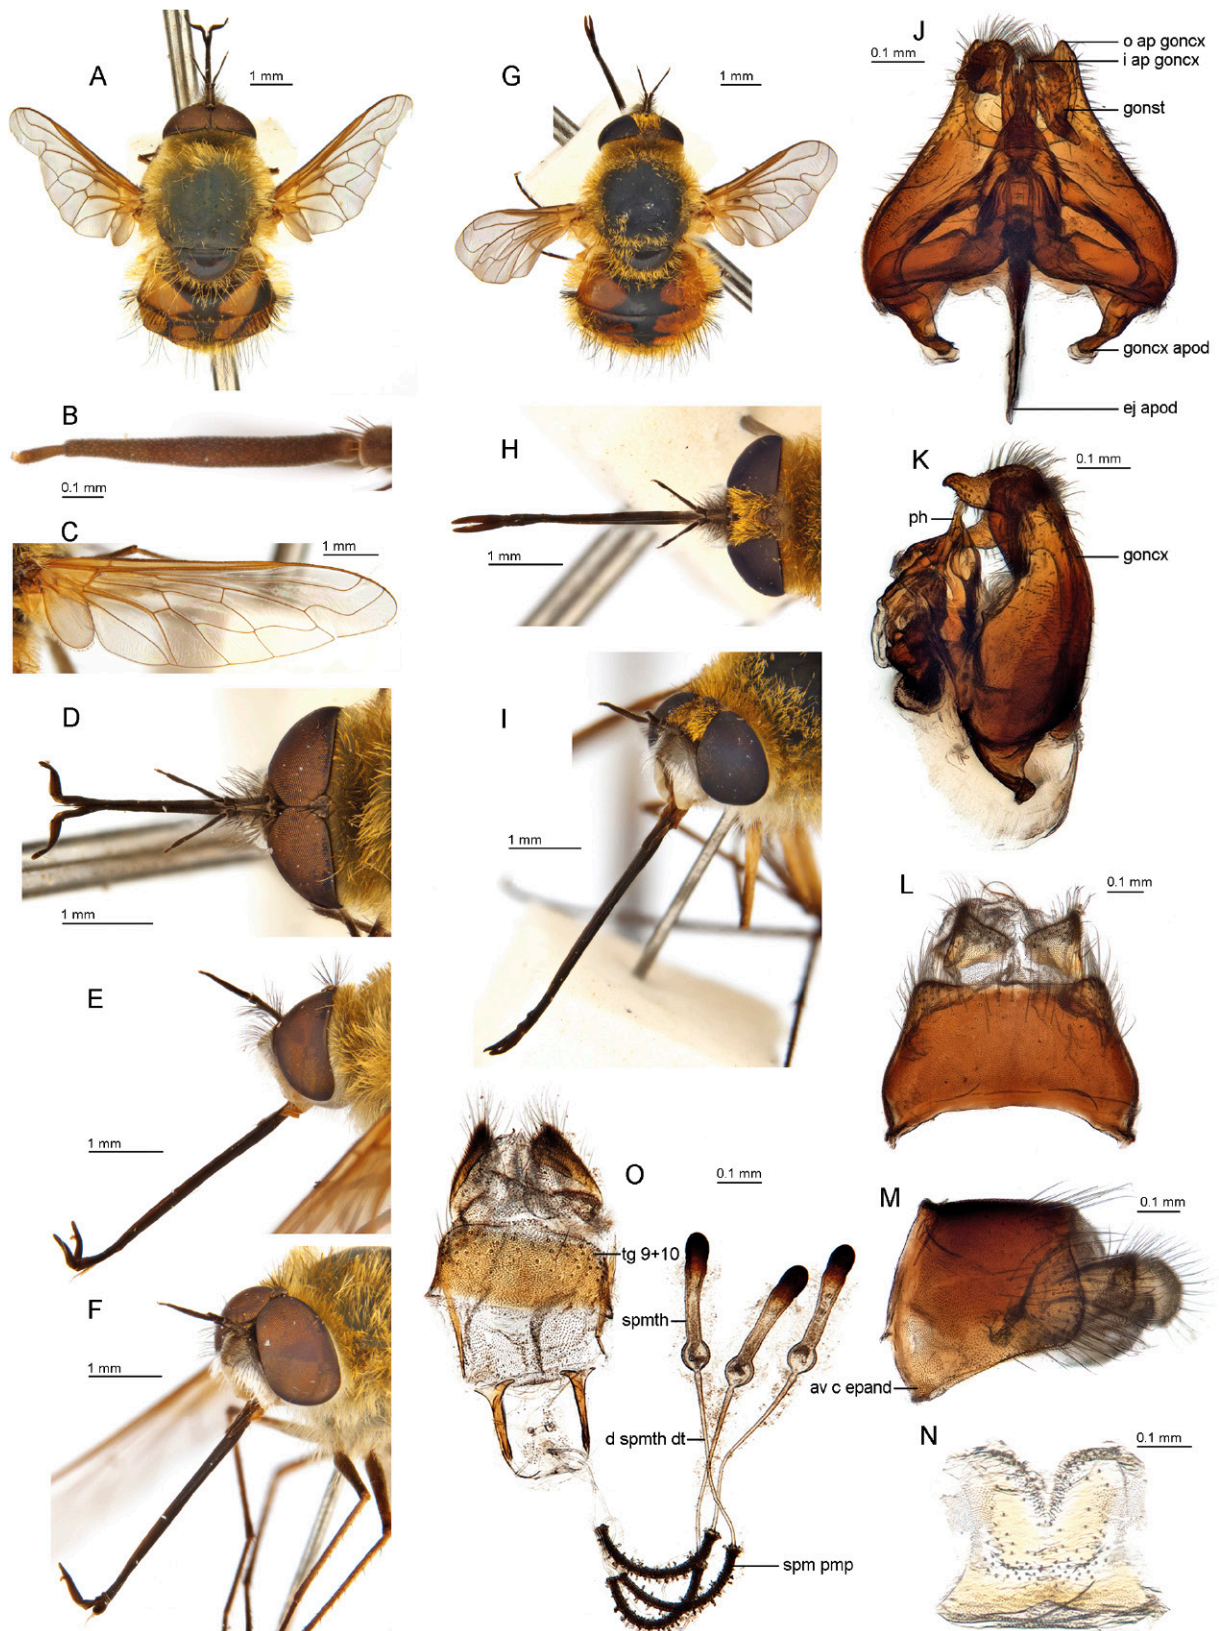 A
1 mm
B
0.1 mm
C
1 mm
D
1 mm
E
1 mm
F
1 mm
G
1 mm
H
1 mm
I
1 mm
J
0.1 mm
o ap goncx
i ap goncx
gonst
goncx apod
ej apod
K
0.1 mm
ph
goncx
L
0.1 mm
M
0.1 mm
av c epand
N
0.1 mm
O
0.1 mm
tg 9+10
spmth
d spmth dt
spm pmp